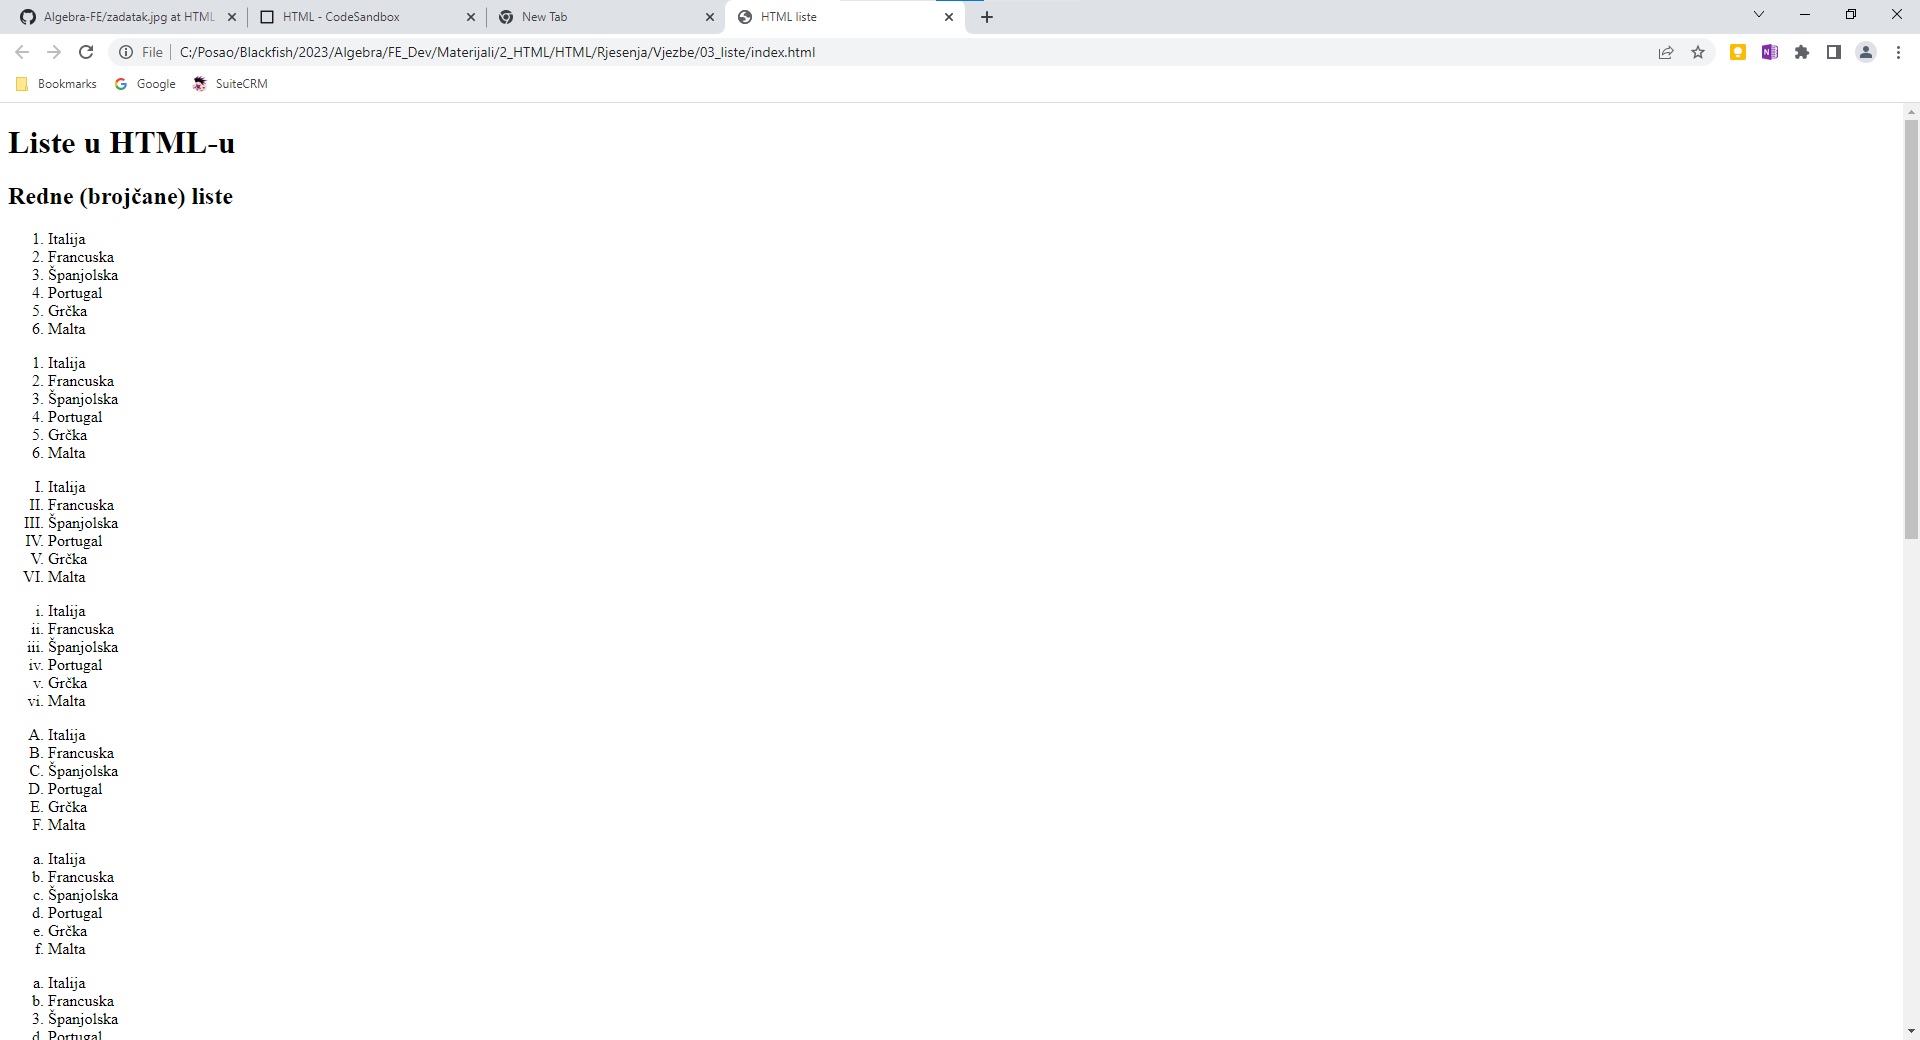 Algebra-FE/zadatak.jpg at HTML
HTML - CodeSandbox
New Tab
HTML liste
File
C:/Posao/Blackfish/2023/Algebra/FE_Dev/Materijali/2_HTML/HTML/Rjesenja/Vjezbe/03_liste/index.html
Bookmarks
Google
SuiteCRM
Liste u HTML-u
Redne (brojčane) liste
1. Italija
2. Francuska
3. Španjolska
4. Portugal
5. Grčka
6. Malta
1. Italija
2. Francuska
3. Španjolska
4. Portugal
5. Grčka
6. Malta
I. Italija
II. Francuska
III. Španjolska
IV. Portugal
V. Grčka
VI. Malta
i. Italija
ii. Francuska
iii. Španjolska
iv. Portugal
v. Grčka
vi. Malta
A. Italija
B. Francuska
C. Španjolska
D. Portugal
E. Grčka
F. Malta
a. Italija
b. Francuska
c. Španjolska
d. Portugal
e. Grčka
f. Malta
a. Italija
b. Francuska
3. Španjolska
d. Portugal